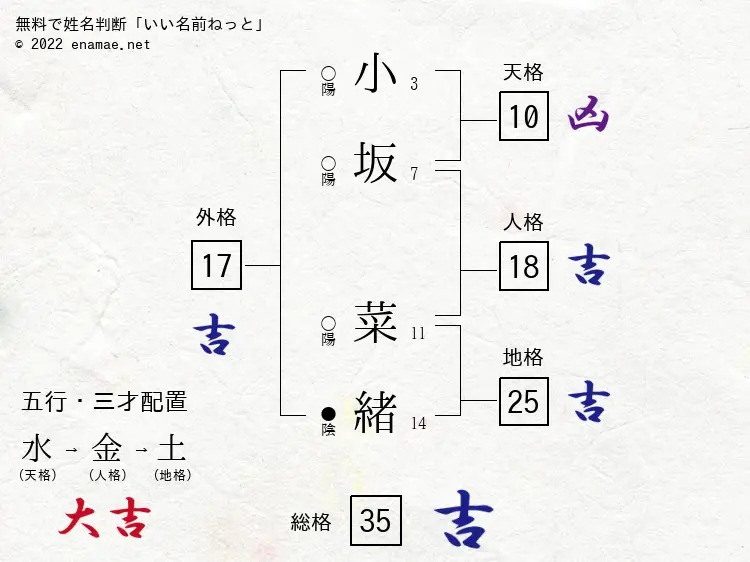 無料で姓名判断「いい名前ねっと」
© 2022 enamae.net
小 3
○陽
坂 7
○陽
菜 11
○陽
緒 14
●陰
天格
10 凶
人格
18 吉
地格
25 吉
外格
17
吉
五行・三才配置
水→金→土
(天格) (人格) (地格)
大吉
総格 35 吉